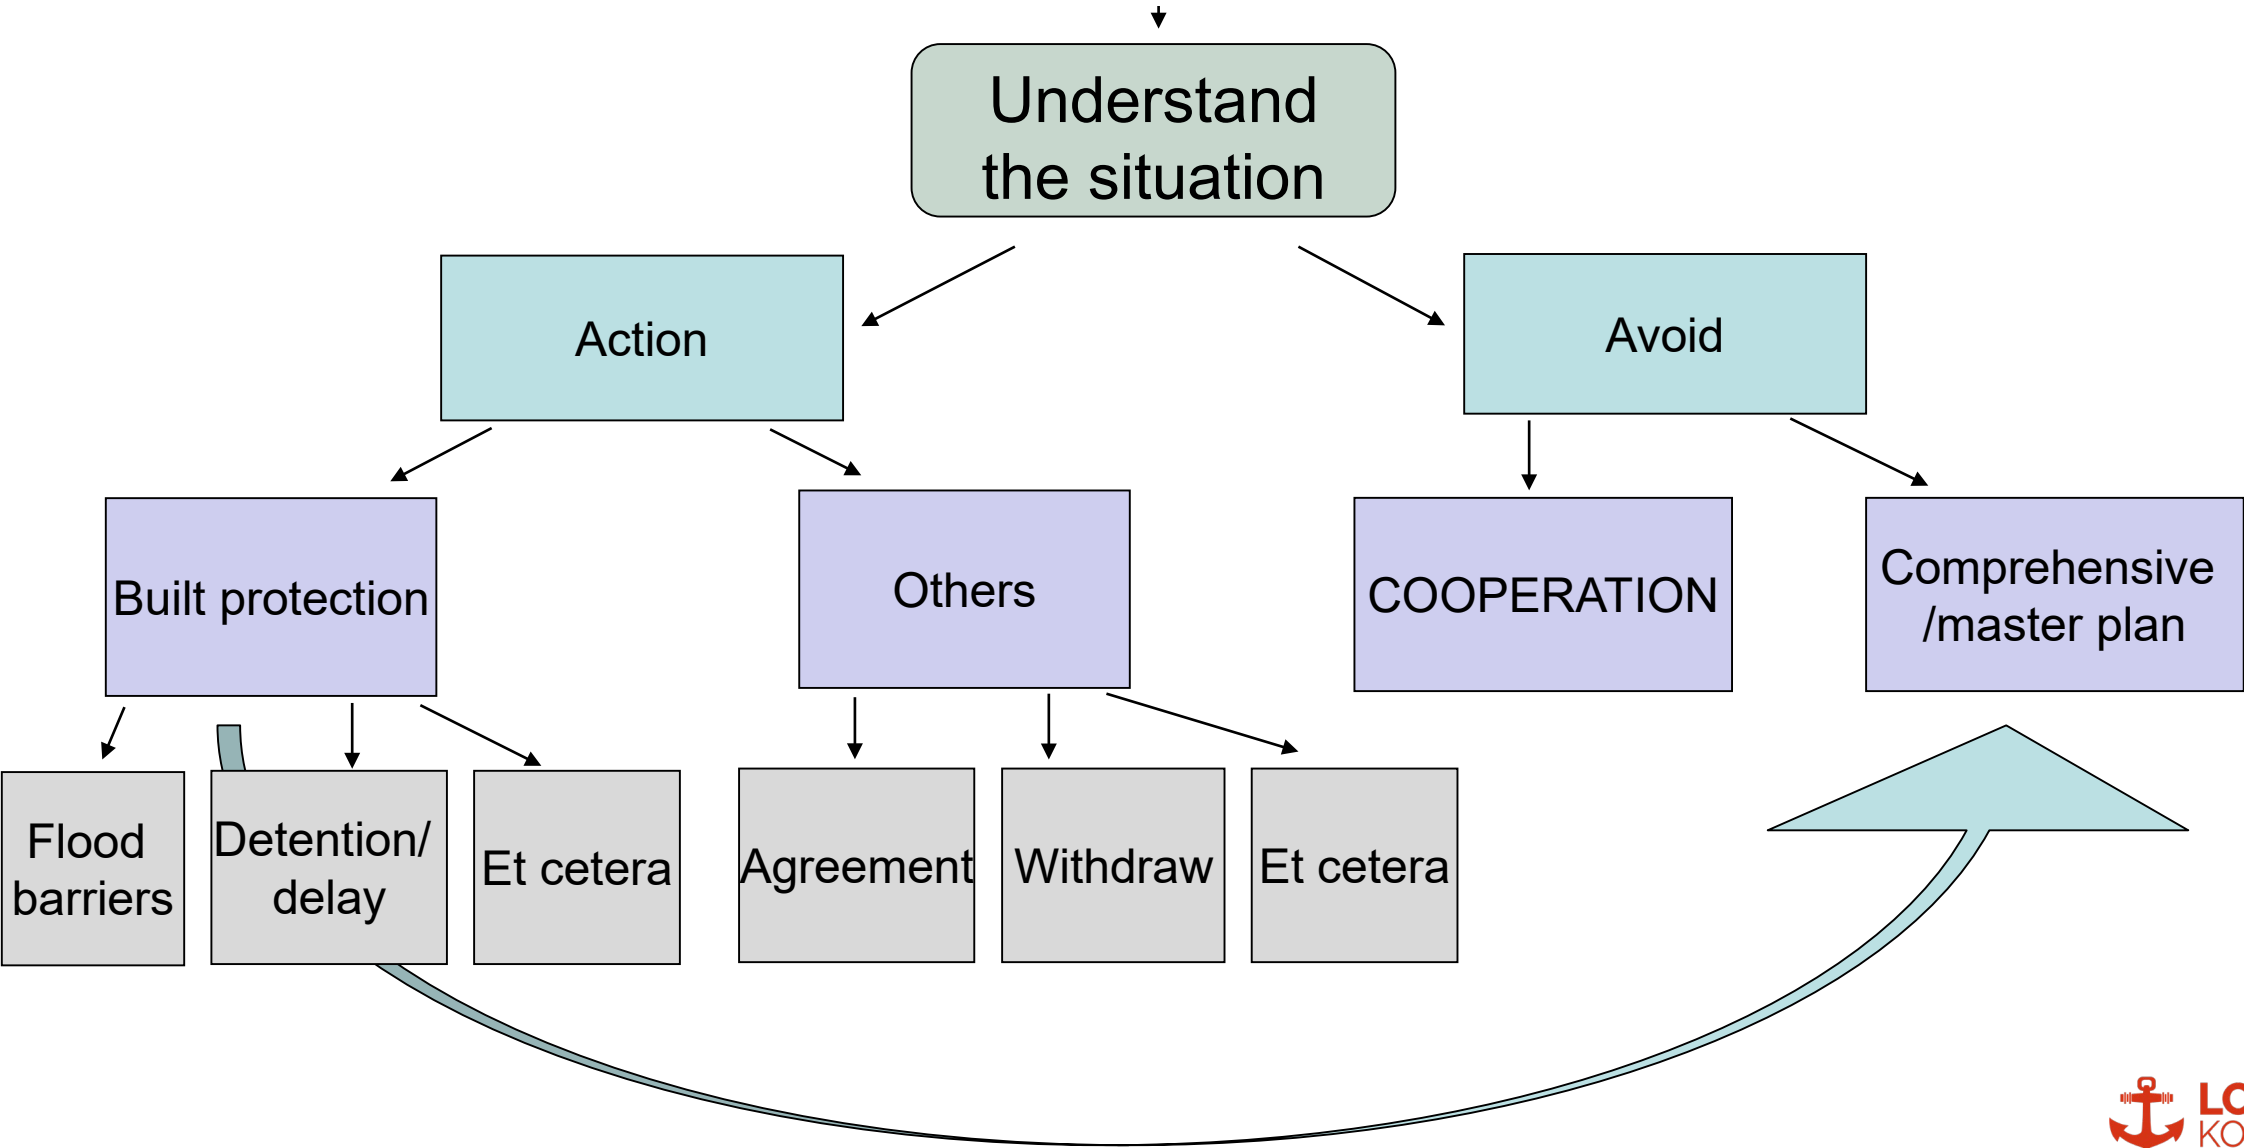 Understand
the situation
Action
Avoid
Built protection
Others
COOPERATION
Comprehensive
/master plan
Flood
barriers
Detention/
delay
Et cetera
Agreement
Withdraw
Et cetera